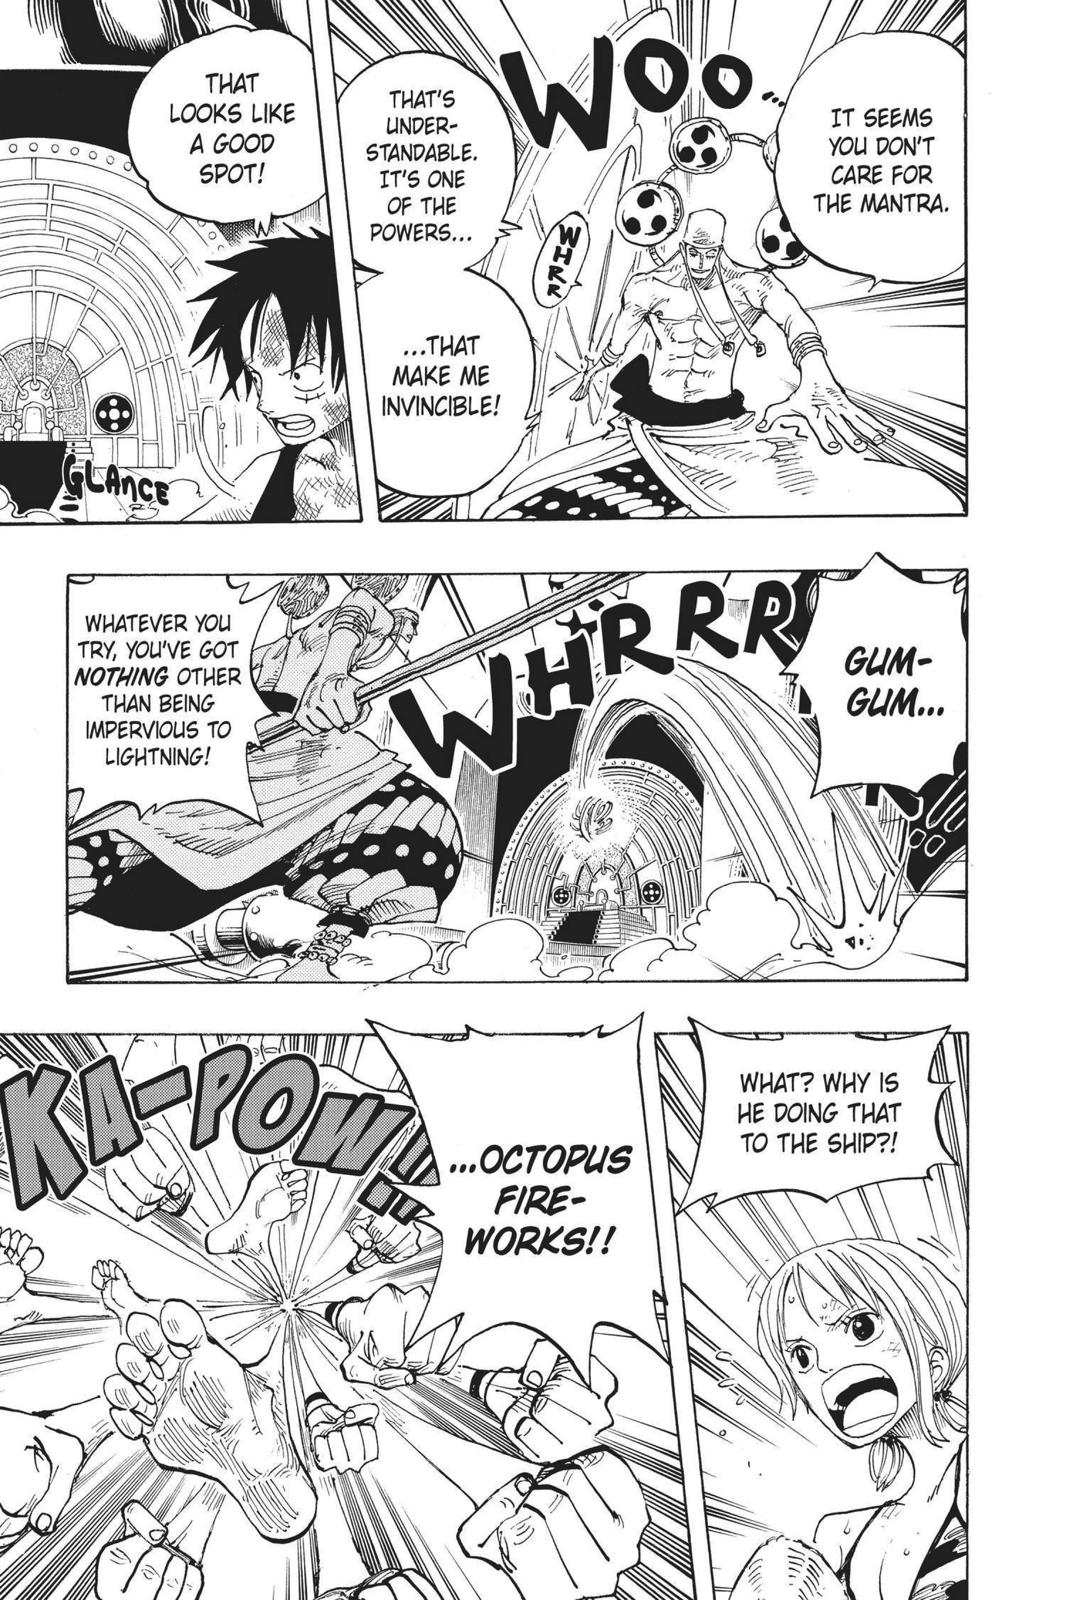 IT SEEMS
YOU DON'T
CARE FOR
THE MANTRA.
WOO...
WHRR
THAT'S
UNDER-
STANDABLE.
IT'S ONE
OF THE
POWERS...
...THAT
MAKE ME
INVINCIBLE!
THAT
LOOKS LIKE
A GOOD
SPOT!
GLANCE
GUM-
GUM...
WHRRRR
WHATEVER YOU
TRY, YOU'VE GOT
NOTHING OTHER
THAN BEING
IMPERVIOUS TO
LIGHTNING!
WHAT? WHY IS
HE DOING THAT
TO THE SHIP?!
...OCTOPUS
FIRE-
WORKS!!
KA-POW!!